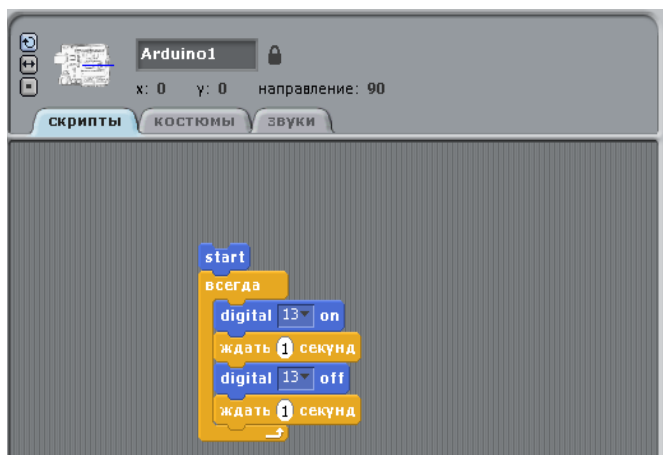 Arduino1
x: 0 y: 0 направление: 90
скрипты костюмы звуки
start
всегда
digital 13 on
ждать 1 секунд
digital 13 off
ждать 1 секунд